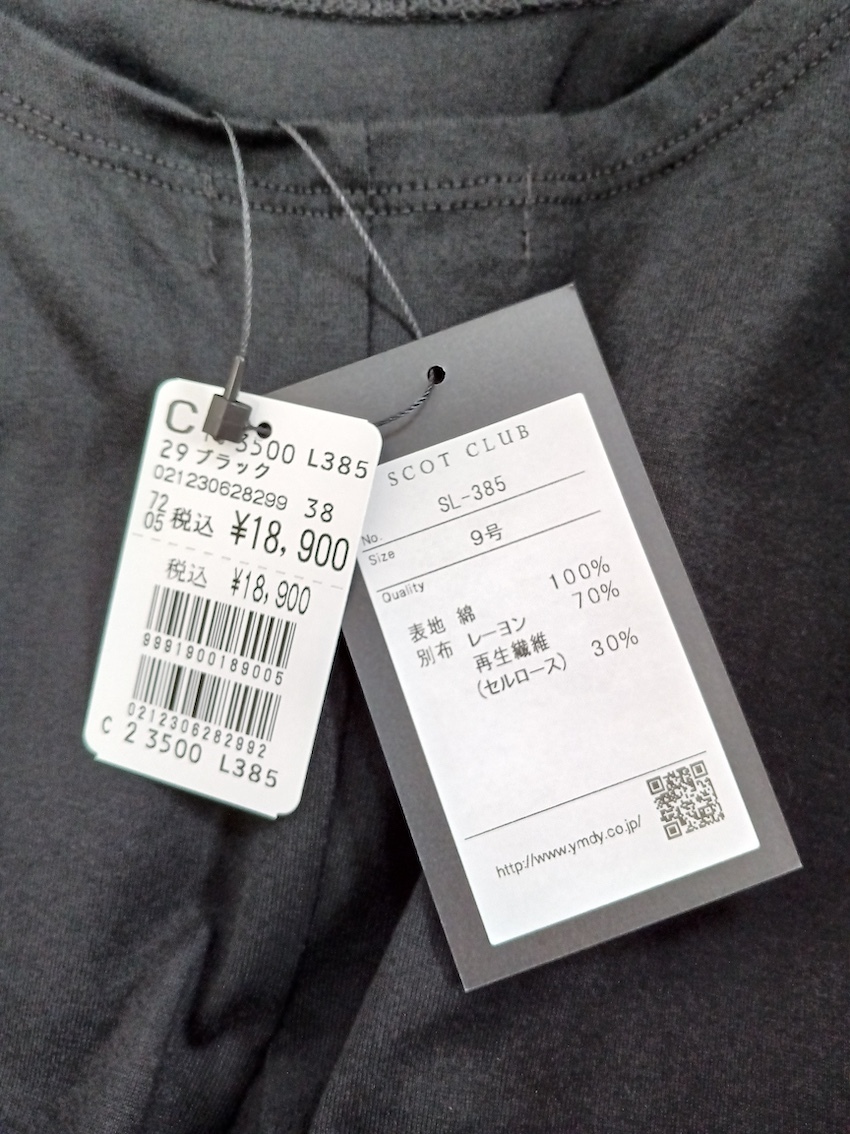 C
3500 L385
29 ブラック
021230628299 38
72
05 税込 ¥18,900
税込 ¥18,900
9991900189005
0212306282992
C 2 3500 L385
SCOT CLUB
No. SL-385
Size 9号
Quality
表地 綿 100%
別布 レーヨン 70%
再生繊維 30%
(セルロース)
http://www.ymdy.co.jp/